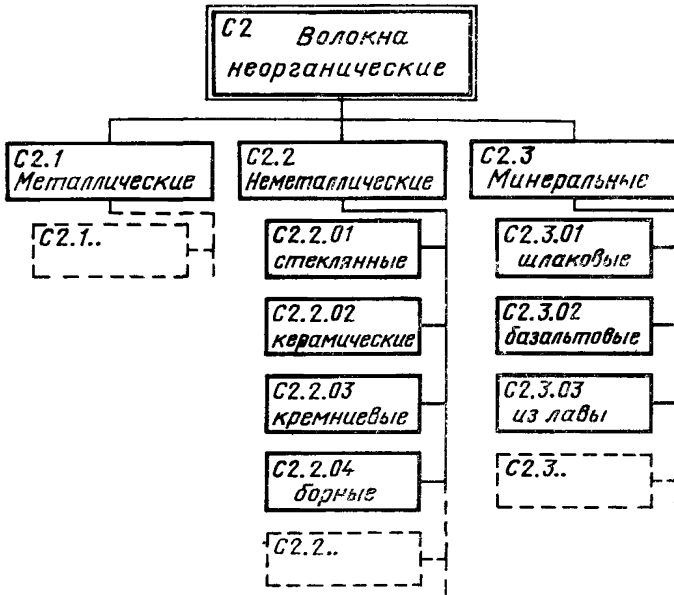 С2 Волокна
неорганические
С2.1
Металлические
С2.1..
С2.2
Неметаллические
С2.2.01
стеклянные
С2.2.02
керамические
С2.2.03
кремниевые
С2.2.04
борные
С2.2..
С2.3
Минеральные
С2.3.01
шлаковые
С2.3.02
базальтовые
С2.3.03
из лавы
С2.3..